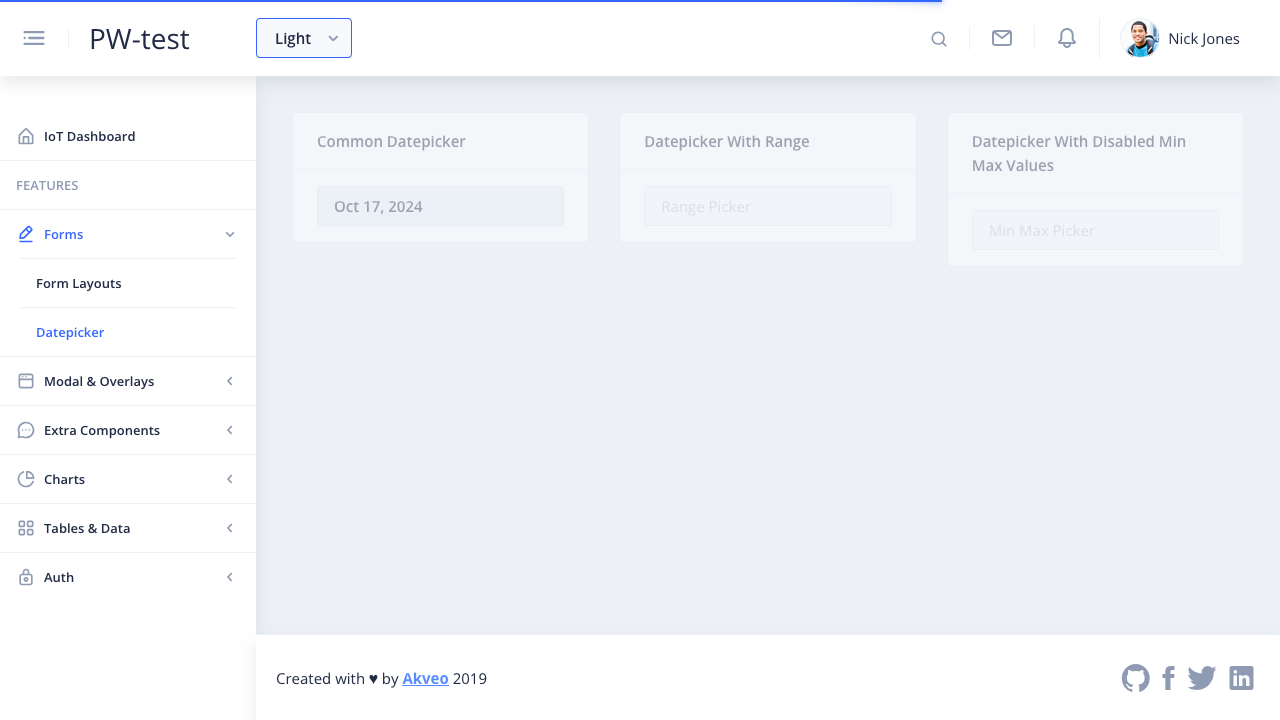 PW-test
Light
Nick Jones
IoT Dashboard
FEATURES
Forms
Form Layouts
Datepicker
Modal & Overlays
Extra Components
Charts
Tables & Data
Auth
Common Datepicker
Oct 17, 2024
Datepicker With Range
Range Picker
Datepicker With Disabled Min
Max Values
Min Max Picker
Created with ♥ by Akveo 2019